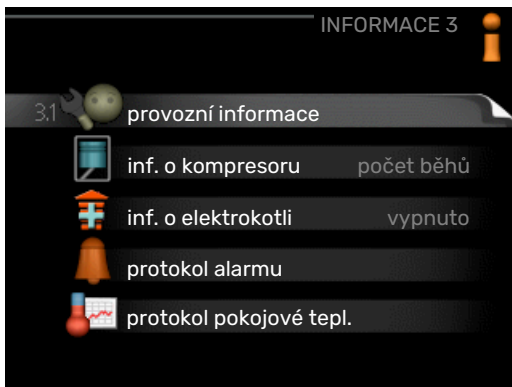 INFORMACE 3
3.1 provozní informace
inf. o kompresoru počet běhů
inf. o elektrokotli vypnuto
protokol alarmu
protokol pokojové tepl.